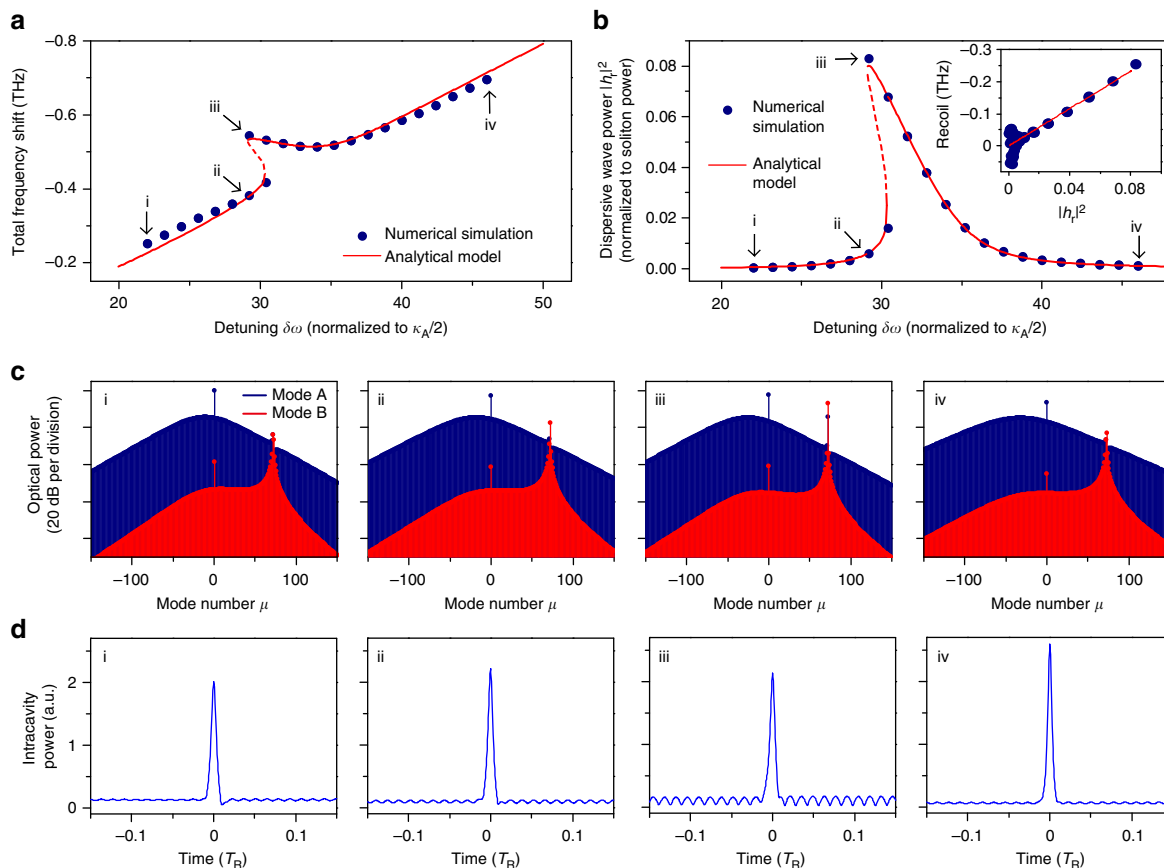 a
−0.8
−0.6
−0.4
−0.2
Total frequency shift (THz)
i
ii
iii
iv
Numerical simulation
Analytical model
20
30
40
50
Detuning δω (normalized to κA/2)
b
0.08
0.06
0.04
0.02
0.00
Dispersive wave power |hr|²
(normalized to soliton power)
i
ii
iii
iv
Numerical
simulation
Analytical
model
−0.3
−0.2
−0.1
0
Recoil (THz)
0
0.04
0.08
|hr|²
20
30
40
Detuning δω (normalized to κA/2)
c
Optical power
(20 dB per division)
i
Mode A
Mode B
ii
iii
iv
−100
0
100
−100
0
100
−100
0
100
−100
0
100
Mode number μ
Mode number μ
Mode number μ
Mode number μ
d
Intracavity
power (a.u.)
2
1
0
i
ii
iii
iv
−0.1
0
0.1
−0.1
0
0.1
−0.1
0
0.1
−0.1
0
0.1
Time (TR)
Time (TR)
Time (TR)
Time (TR)